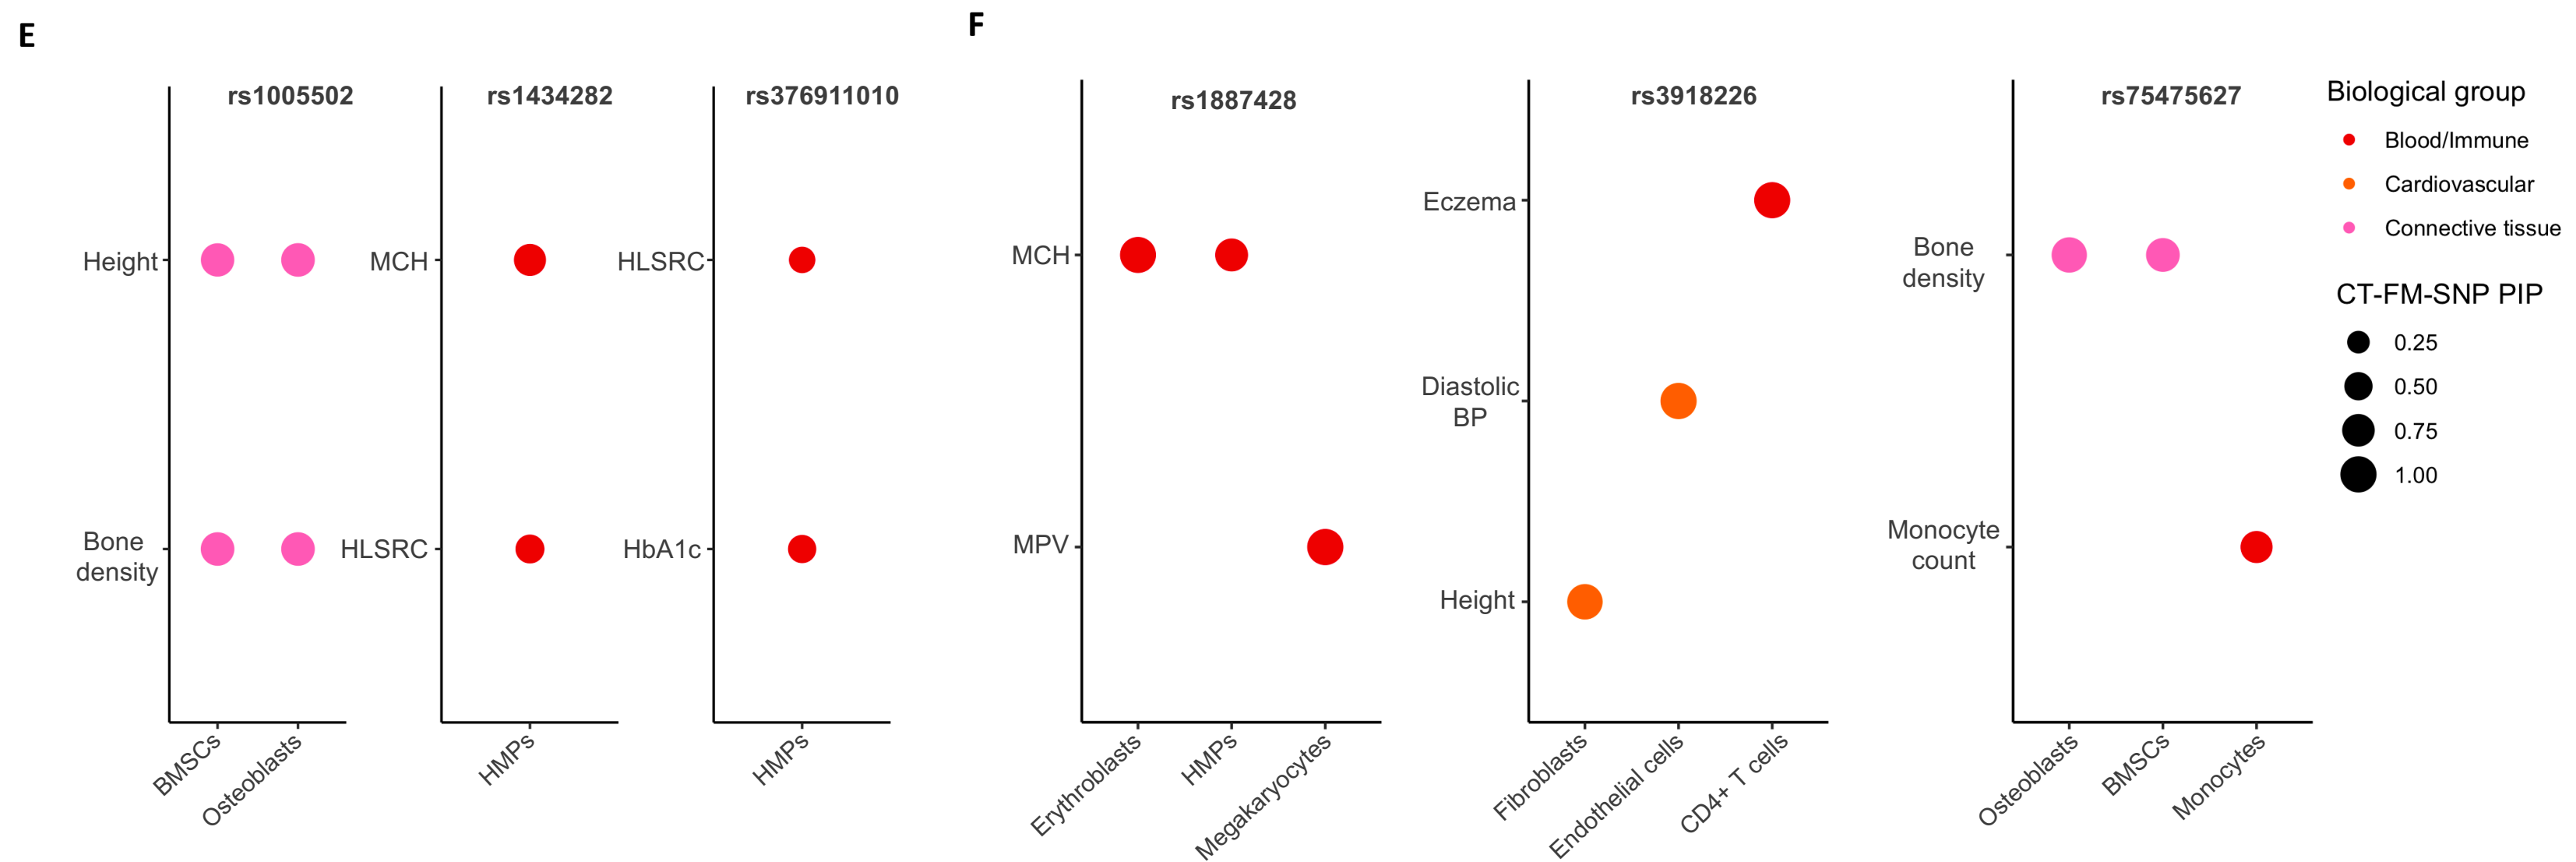 E
rs1005502
Height
Bone
density
BMSCs
Osteoblasts
rs1434282
MCH
HLSRC
HMPs
rs376911010
HLSRC
HbA1c
HMPs
F
rs1887428
MCH
MPV
Erythroblasts
HMPs
Megakaryocytes
rs3918226
Eczema
Diastolic
BP
Height
Fibroblasts
Endothelial cells
CD4+ T cells
rs75475627
Bone
density
Monocyte
count
Osteoblasts
BMSCs
Monocytes
Biological group
Blood/Immune
Cardiovascular
Connective tissue
CT-FM-SNP PIP
0.25
0.50
0.75
1.00